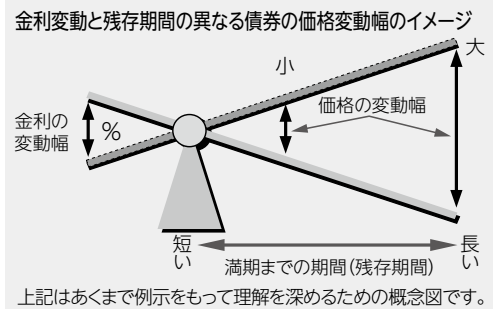 金利変動と残存期間の異なる債券の価格変動幅のイメージ
大
小
価格の変動幅
金利の
変動幅
%
短い
長い
満期までの期間(残存期間)
上記はあくまで例示をもって理解を深めるための概念図です。